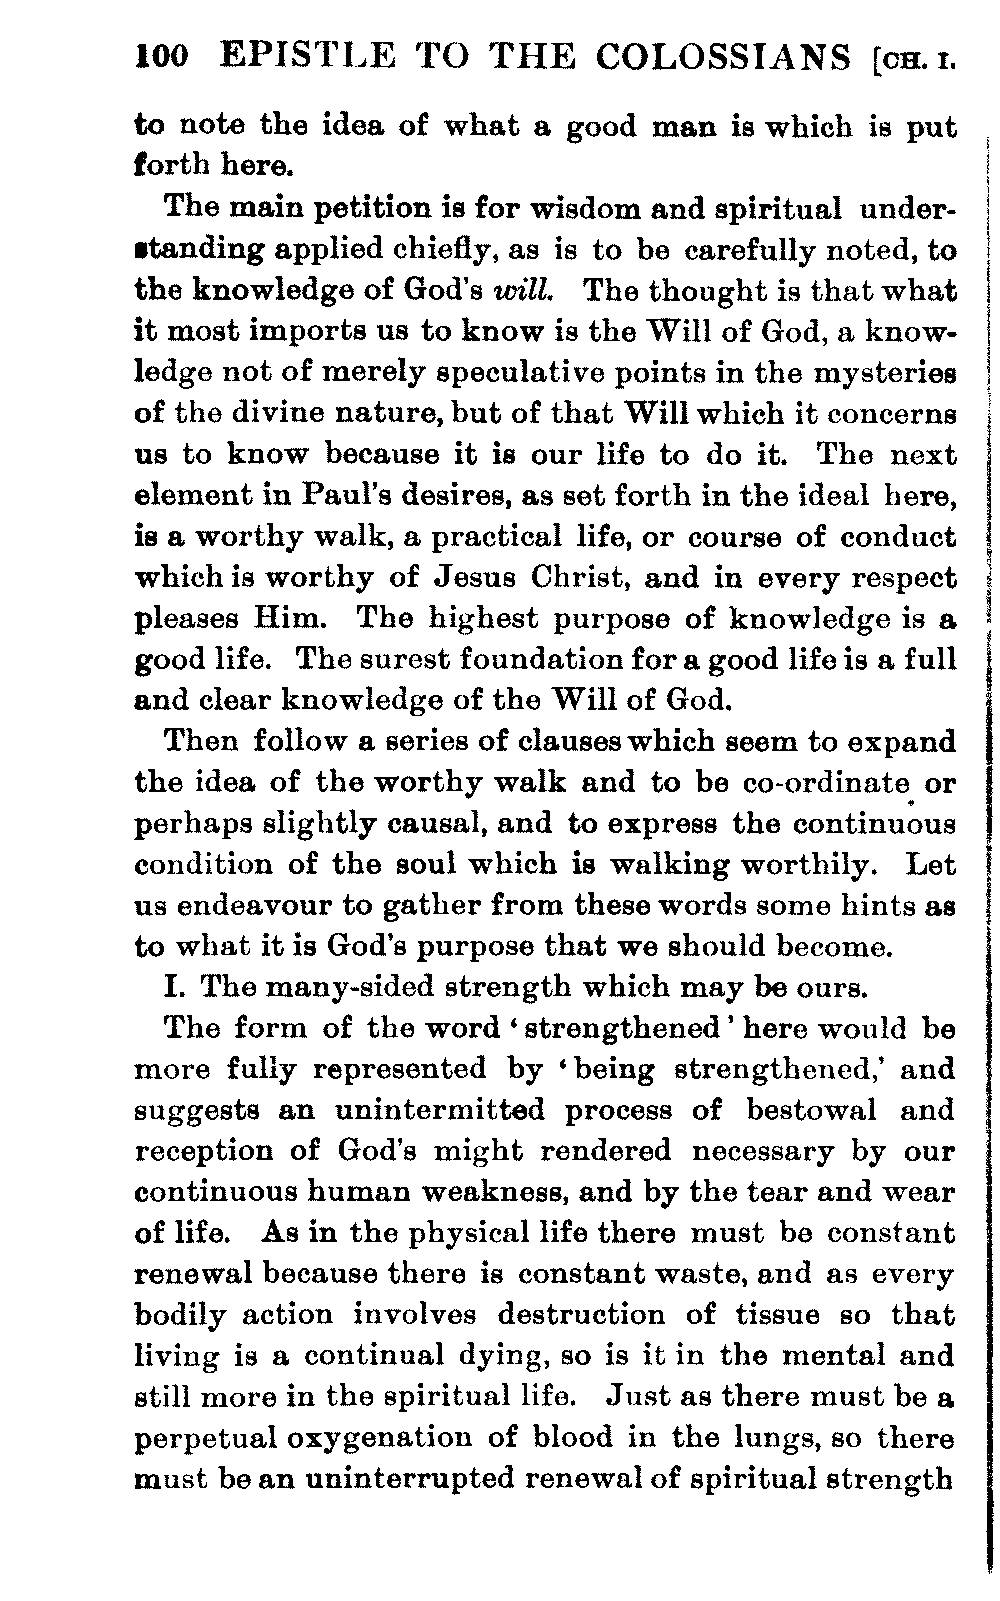 100 EPISTLE TO THE COLOSSIANS [CH. I.
to note the idea of what a good man is which is put
forth here.
The main petition is for wisdom and spiritual under-
standing applied chiefly, as is to be carefully noted, to
the knowledge of God's will. The thought is that what
it most imports us to know is the Will of God, a know-
ledge not of merely speculative points in the mysteries
of the divine nature, but of that Will which it concerns
us to know because it is our life to do it. The next
element in Paul's desires, as set forth in the ideal here,
is a worthy walk, a practical life, or course of conduct
which is worthy of Jesus Christ, and in every respect
pleases Him. The highest purpose of knowledge is a
good life. The surest foundation for a good life is a full
and clear knowledge of the Will of God.
Then follow a series of clauses which seem to expand
the idea of the worthy walk and to be co-ordinate or
perhaps slightly causal, and to express the continuous
condition of the soul which is walking worthily. Let
us endeavour to gather from these words some hints as
to what it is God's purpose that we should become.
I. The many-sided strength which may be ours.
The form of the word 'strengthened' here would be
more fully represented by 'being strengthened,' and
suggests an unintermitted process of bestowal and
reception of God's might rendered necessary by our
continuous human weakness, and by the tear and wear
of life. As in the physical life there must be constant
renewal because there is constant waste, and as every
bodily action involves destruction of tissue so that
living is a continual dying, so is it in the mental and
still more in the spiritual life. Just as there must be a
perpetual oxygenation of blood in the lungs, so there
must be an uninterrupted renewal of spiritual strength